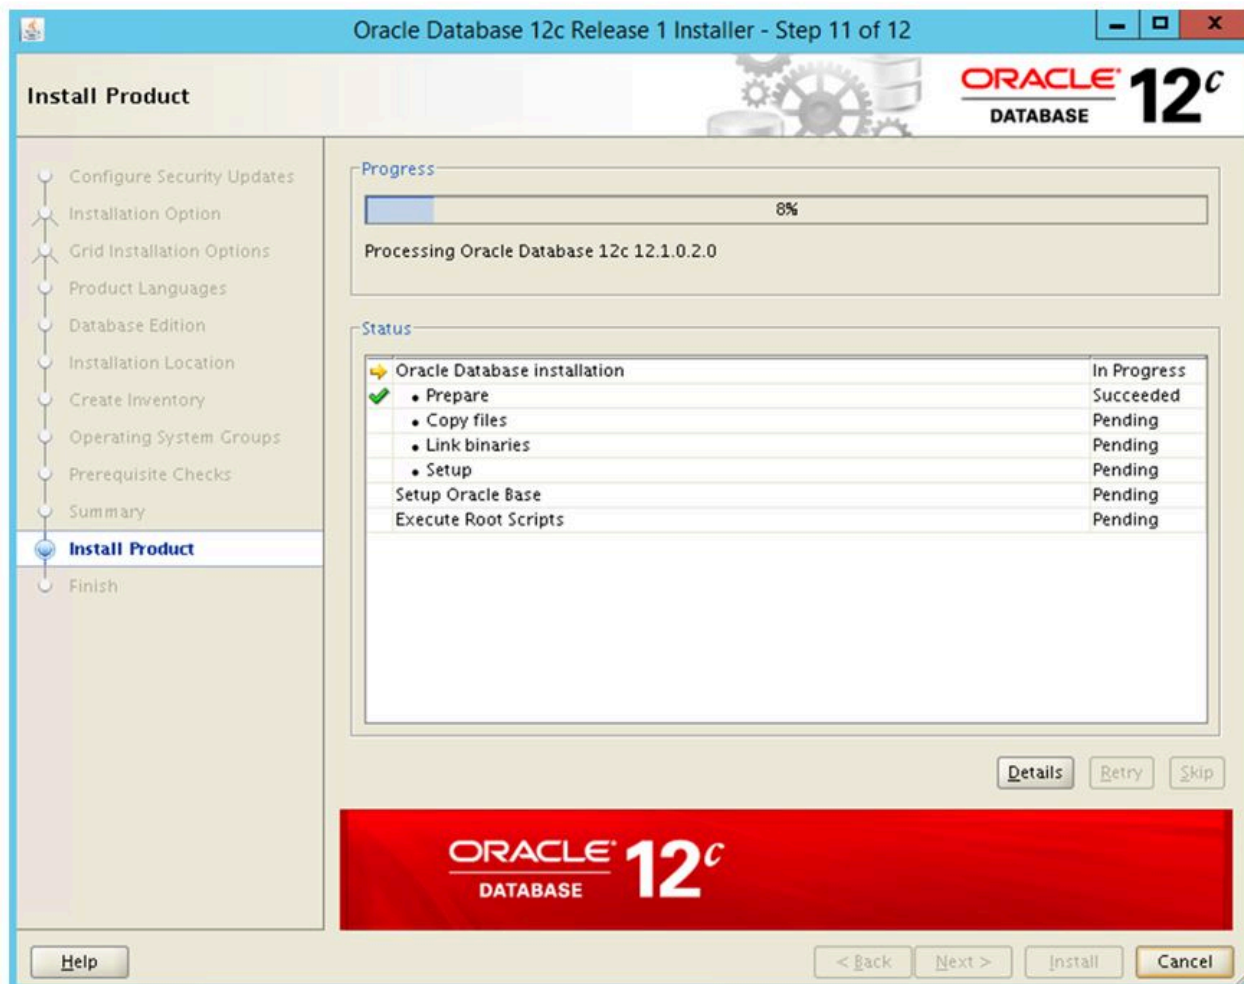 Oracle Database 12c Release 1 Installer - Step 11 of 12
Install Product
ORACLE®
DATABASE
12c
Configure Security Updates
Installation Option
Grid Installation Options
Product Languages
Database Edition
Installation Location
Create Inventory
Operating System Groups
Prerequisite Checks
Summary
Install Product
Finish
Progress
8%
Processing Oracle Database 12c 12.1.0.2.0
Status
Oracle Database installation In Progress
• Prepare Succeeded
• Copy files Pending
• Link binaries Pending
• Setup Pending
Setup Oracle Base Pending
Execute Root Scripts Pending
Details Retry Skip
ORACLE®
DATABASE
12c
Help < Back Next > Install Cancel